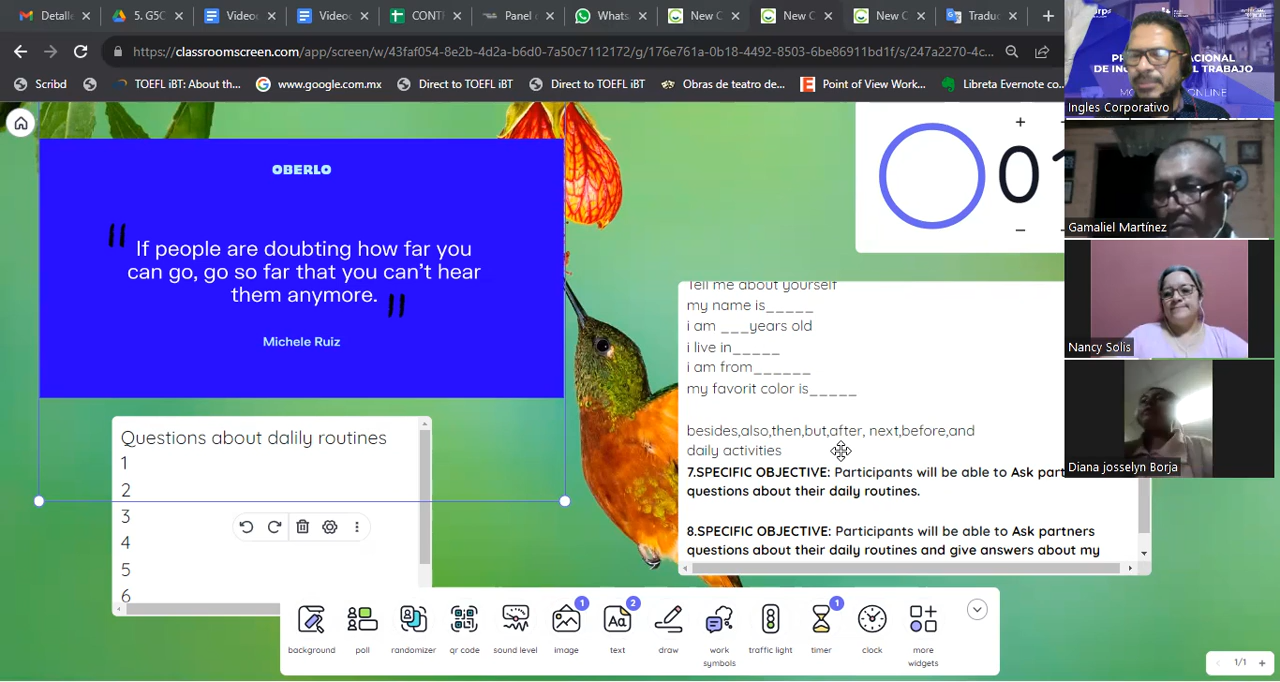 Detalle
5. G5C
Videoc
Videoc
CONTR
Panel d
Whats
New C
New C
New C
Traduc
https://classroomscreen.com/app/screen/w/43faf054-8e2b-4d2a-b6d0-7a50c7112172/g/176e761a-0b18-4492-8503-6be86911bd1f/s/247a2270-4c...
Scribd
TOEFL iBT: About th...
www.google.com.mx
Direct to TOEFL iBT
Direct to TOEFL iBT
Obras de teatro de...
Point of View Work...
Libreta Evernote co...
OBERLO
" If people are doubting how far you
can go, go so far that you can't hear
them anymore. "
Michele Ruiz
Questions about dalily routines
1
2
3
4
5
6
+
01
−
Tell me about yourself
my name is_____
i am ___years old
i live in_____
i am from______
my favorit color is_____
besides,also,then,but,after, next,before,and
daily activities
7.SPECIFIC OBJECTIVE: Participants will be able to Ask part
questions about their daily routines.
8.SPECIFIC OBJECTIVE: Participants will be able to Ask partners
questions about their daily routines and give answers about my
background
poll
randomizer
qr code
sound level
image
1
text
2
draw
work
symbols
traffic light
timer
1
clock
more
widgets
1/1
Ingles Corporativo
Gamaliel Martínez
Nancy Solis
Diana josselyn Borja